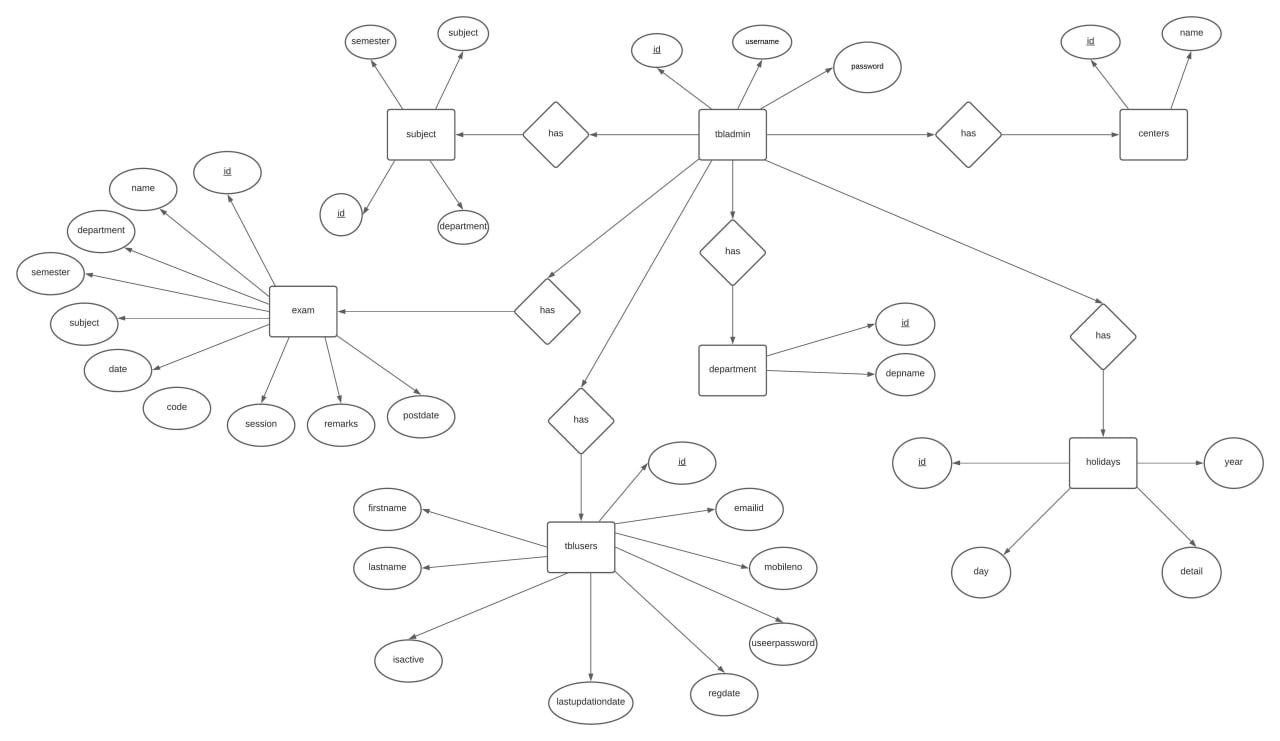 semester
subject
id
username
password
id
name
subject
has
tbladmin
has
centers
id
name
department
semester
subject
date
code
session
remarks
postdate
exam
id
department
has
has
department
id
depname
has
has
holidays
id
year
day
detail
tblusers
id
firstname
emailid
lastname
mobileno
isactive
useerpassword
lastupdationdate
regdate